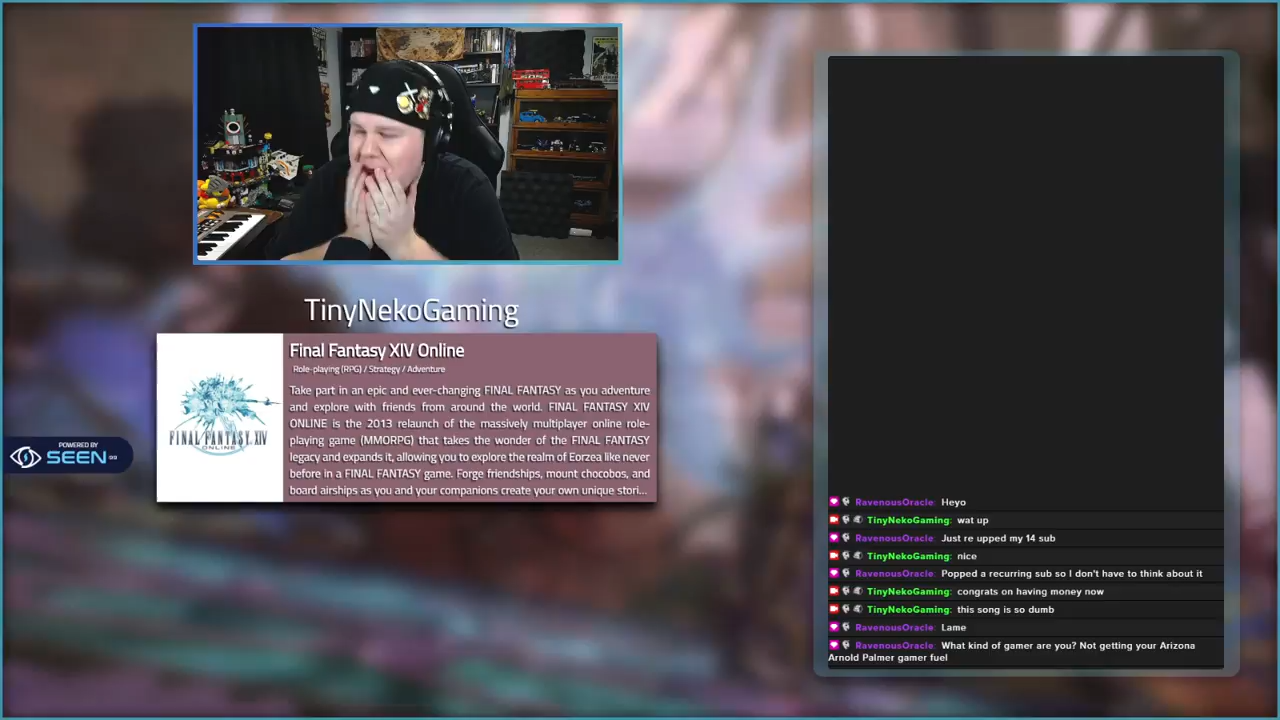 TinyNekoGaming
Final Fantasy XIV Online
Role-playing (RPG) / Strategy / Adventure
Take part in an epic and ever-changing FINAL FANTASY as you adventure
and explore with friends from around the world. FINAL FANTASY XIV
ONLINE is the 2013 relaunch of the massively multiplayer online role-
playing game (MMORPG) that takes the wonder of the FINAL FANTASY
legacy and expands it, allowing you to explore the realm of Eorzea like never
before in a FINAL FANTASY game. Forge friendships, mount chocobos, and
board airships as you and your companions create your own unique stori...
FINAL FANTASY XIV
ONLINE
POWERED BY
SEEN.GG
RavenousOracle: Heyo
TinyNekoGaming: wat up
RavenousOracle: Just re upped my 14 sub
TinyNekoGaming: nice
RavenousOracle: Popped a recurring sub so I don't have to think about it
TinyNekoGaming: congrats on having money now
TinyNekoGaming: this song is so dumb
RavenousOracle: Lame
RavenousOracle: What kind of gamer are you? Not getting your Arizona
Arnold Palmer gamer fuel